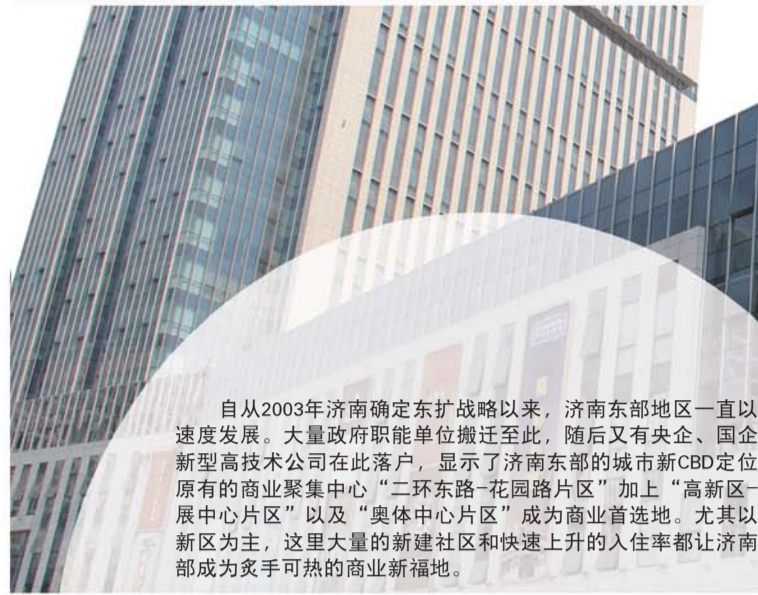 自从2003年济南确定东扩战略以来，济南东部地区一直以
速度发展。大量政府职能单位搬迁至此，随后又有央企、国企
新型高技术公司在此落户，显示了济南东部的城市新CBD定位
原有的商业聚集中心“二环东路-花园路片区”加上“高新区-
展中心片区”以及“奥体中心片区”成为商业首选地。尤其以
新区为主，这里大量的新建社区和快速上升的入住率都让济南
部成为炙手可热的商业新福地。